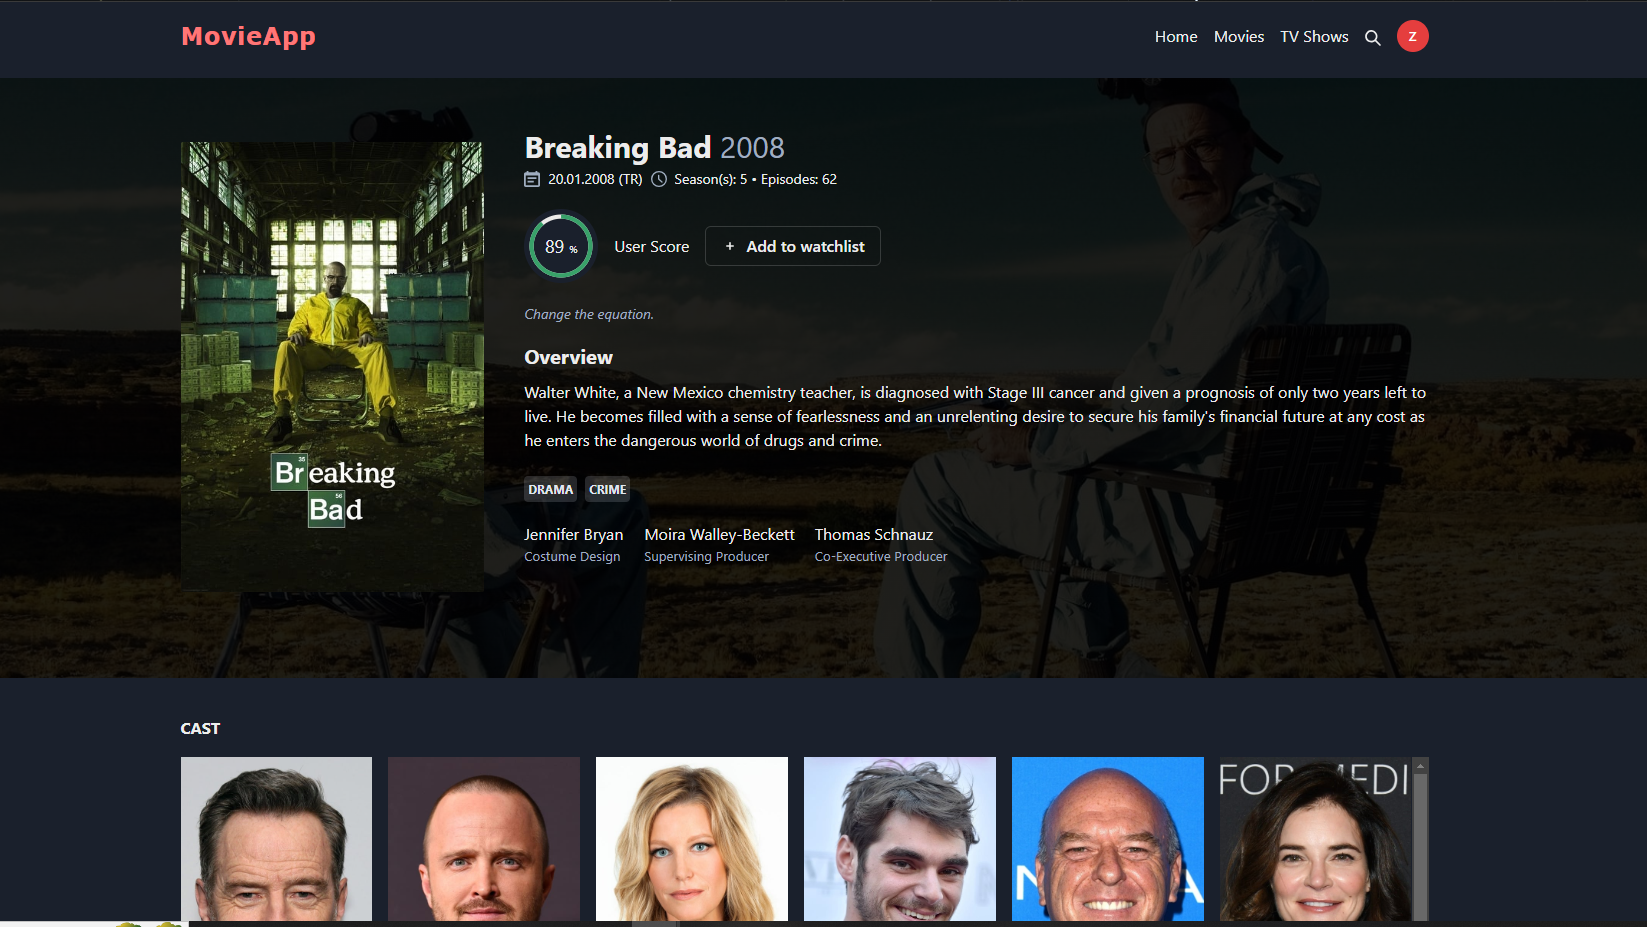 MovieApp
Home Movies TV Shows Z
Breaking Bad 2008
20.01.2008 (TR) Season(s): 5 • Episodes: 62
89 % User Score + Add to watchlist
Change the equation.
Overview
Walter White, a New Mexico chemistry teacher, is diagnosed with Stage III cancer and given a prognosis of only two years left to
live. He becomes filled with a sense of fearlessness and an unrelenting desire to secure his family's financial future at any cost as
he enters the dangerous world of drugs and crime.
DRAMA CRIME
Jennifer Bryan Moira Walley-Beckett Thomas Schnauz
Costume Design Supervising Producer Co-Executive Producer
35
Breaking
56
Bad
CAST
FOR MEDI